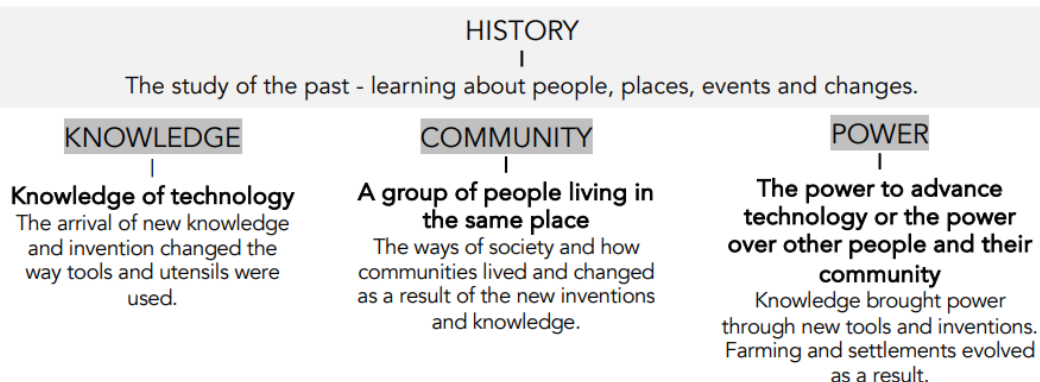 HISTORY
The study of the past - learning about people, places, events and changes.
KNOWLEDGE
Knowledge of technology
The arrival of new knowledge
and invention changed the
way tools and utensils were
used.
COMMUNITY
A group of people living in
the same place
The ways of society and how
communities lived and changed
as a result of the new inventions
and knowledge.
POWER
The power to advance
technology or the power
over other people and their
community
Knowledge brought power
through new tools and inventions.
Farming and settlements evolved
as a result.